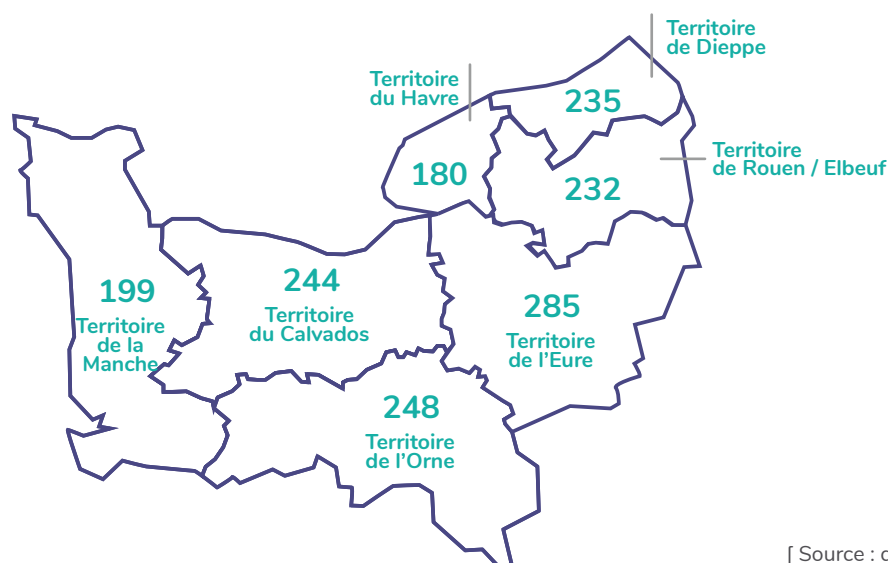 Territoire
de Dieppe
Territoire
du Havre
235
180
Territoire
de Rouen / Elbeuf
232
199
Territoire
de la
Manche
244
Territoire
du Calvados
285
Territoire
de l'Eure
248
Territoire
de l'Orne
[ Source :